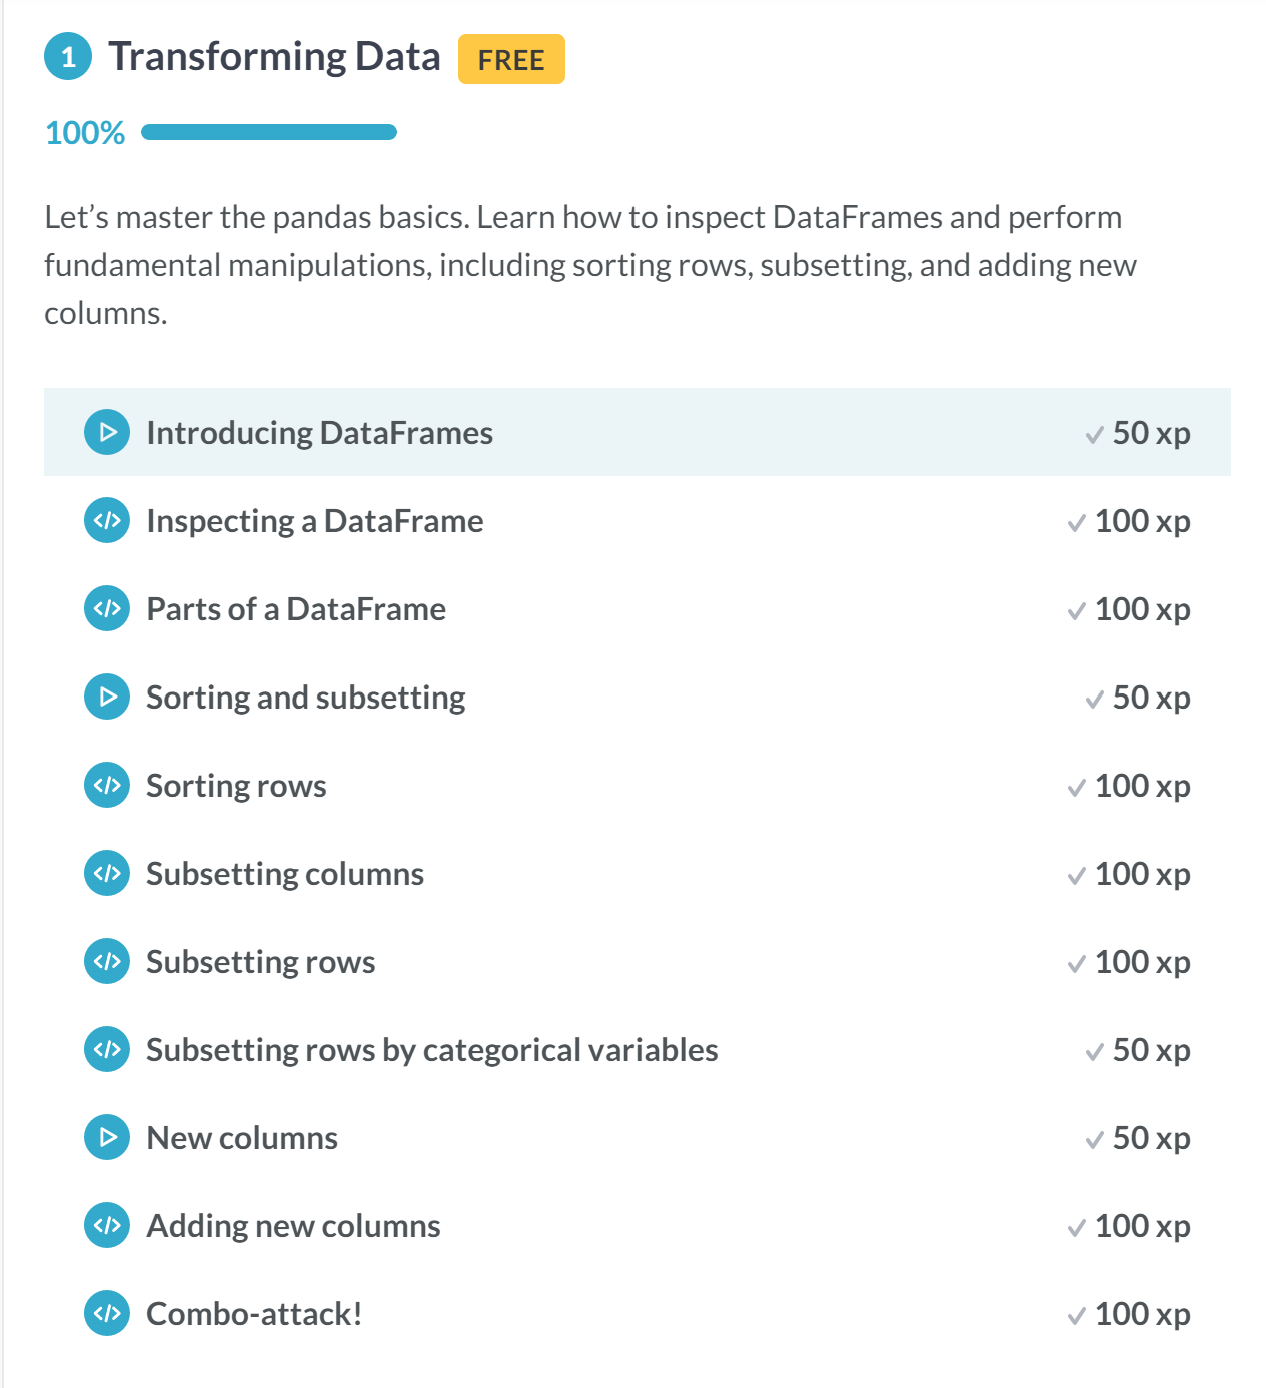 1 Transforming Data FREE
100%
Let’s master the pandas basics. Learn how to inspect DataFrames and perform
fundamental manipulations, including sorting rows, subsetting, and adding new
columns.
Introducing DataFrames 50 xp
Inspecting a DataFrame 100 xp
Parts of a DataFrame 100 xp
Sorting and subsetting 50 xp
Sorting rows 100 xp
Subsetting columns 100 xp
Subsetting rows 100 xp
Subsetting rows by categorical variables 50 xp
New columns 50 xp
Adding new columns 100 xp
Combo-attack! 100 xp